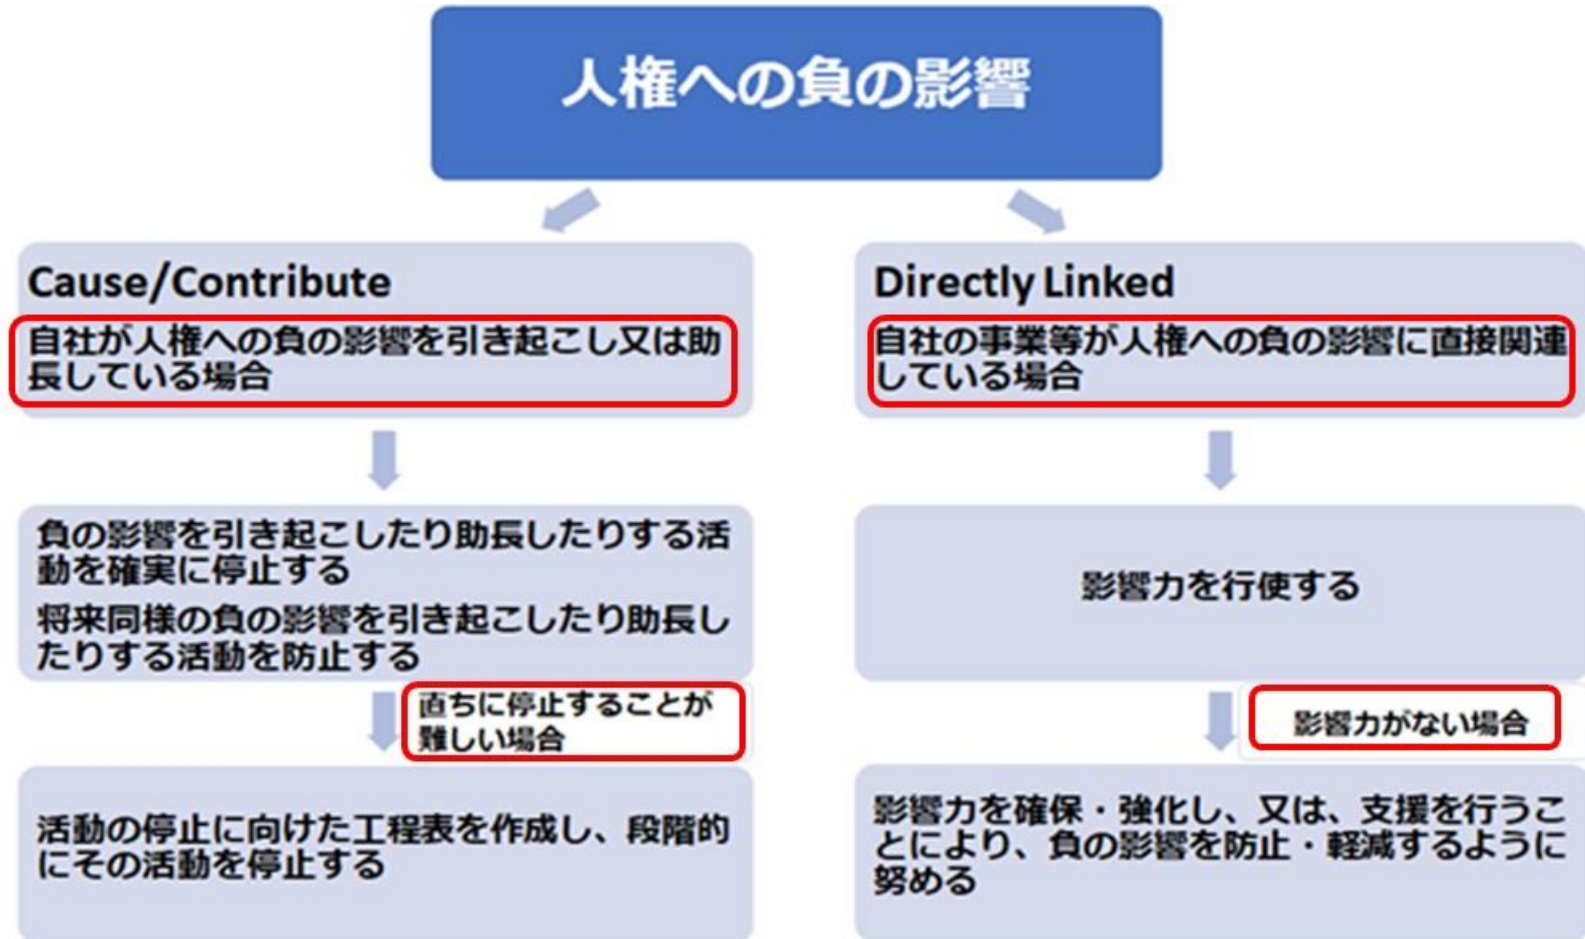 人権への負の影響
Cause/Contribute
自社が人権への負の影響を引き起こし又は助
長している場合
負の影響を引き起こしたり助長したりする活
動を確実に停止する
将来同様の負の影響を引き起こしたり助長し
たりする活動を防止する
直ちに停止することが
難しい場合
活動の停止に向けた工程表を作成し、段階的
にその活動を停止する
Directly Linked
自社の事業等が人権への負の影響に直接関連
している場合
影響力を行使する
影響力がない場合
影響力を確保・強化し、又は、支援を行うこ
とにより、負の影響を防止・軽減するように
努める